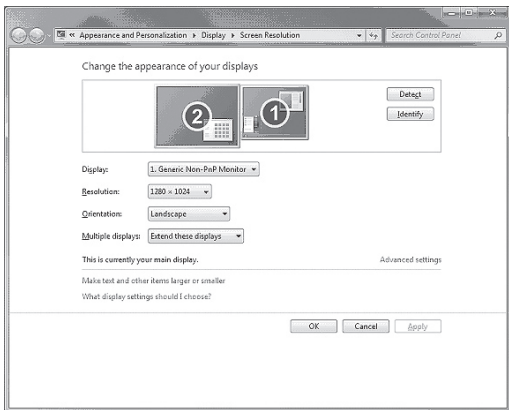 « Appearance and Personalization ▸ Display ▸ Screen Resolution
Search Control Panel
Change the appearance of your displays
2
1
Detect
Identify
Display: 1. Generic Non-PnP Monitor
Resolution: 1280 × 1024
Orientation: Landscape
Multiple displays: Extend these displays
This is currently your main display.
Advanced settings
Make text and other items larger or smaller
What display settings should I choose?
OK
Cancel
Apply